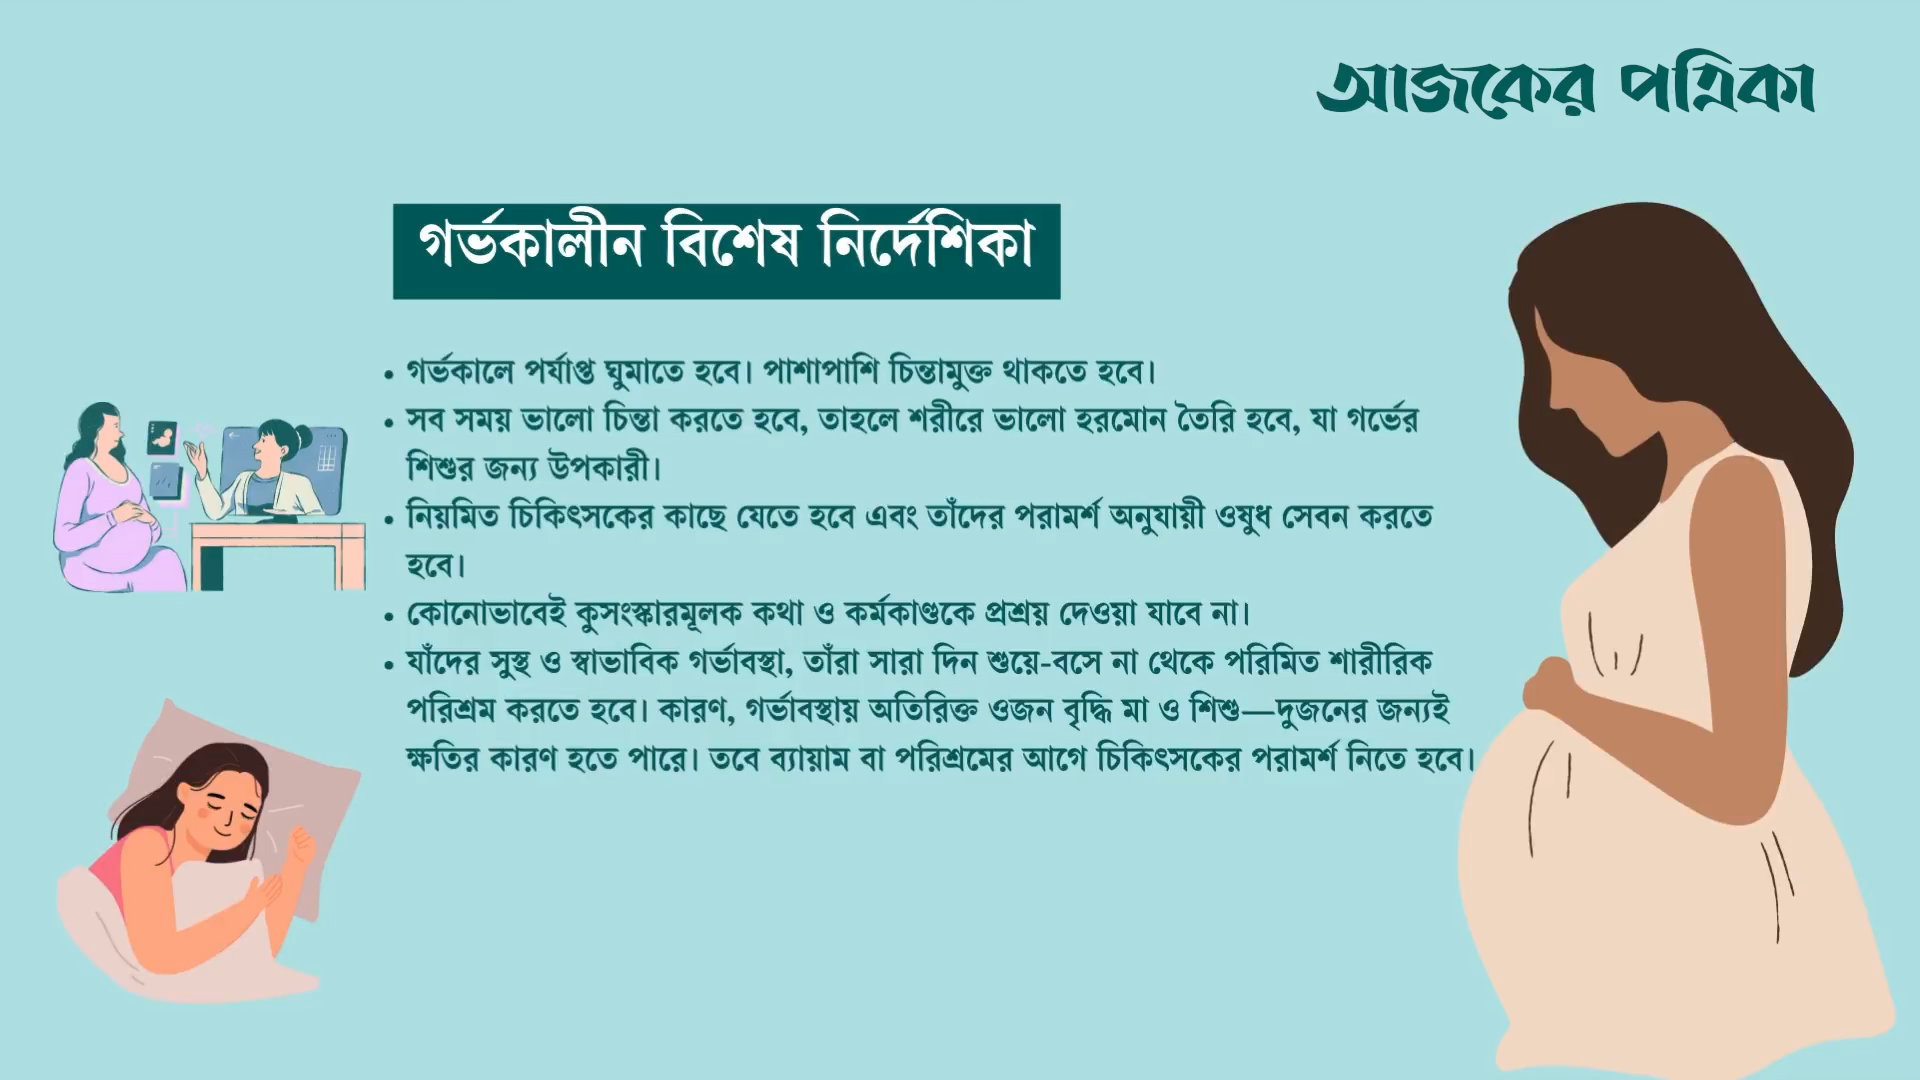 আজকের পত্রিকা
গর্ভকালীন বিশেষ নির্দেশিকা
• গর্ভকালে পর্যাপ্ত ঘুমাতে হবে। পাশাপাশি চিন্তামুক্ত থাকতে হবে।
• সব সময় ভালো চিন্তা করতে হবে, তাহলে শরীরে ভালো হরমোন তৈরি হবে, যা গর্ভের
শিশুর জন্য উপকারী।
• নিয়মিত চিকিৎসকের কাছে যেতে হবে এবং তাঁদের পরামর্শ অনুযায়ী ওষুধ সেবন করতে
হবে।
• কোনোভাবেই কুসংস্কারমূলক কথা ও কর্মকাণ্ডকে প্রশ্রয় দেওয়া যাবে না।
• যাঁদের সুস্থ ও স্বাভাবিক গর্ভাবস্থা, তাঁরা সারা দিন শুয়ে-বসে না থেকে পরিমিত শারীরিক
পরিশ্রম করতে হবে। কারণ, গর্ভাবস্থায় অতিরিক্ত ওজন বৃদ্ধি মা ও শিশু—দুজনের জন্যই
ক্ষতির কারণ হতে পারে। তবে ব্যায়াম বা পরিশ্রমের আগে চিকিৎসকের পরামর্শ নিতে হবে।